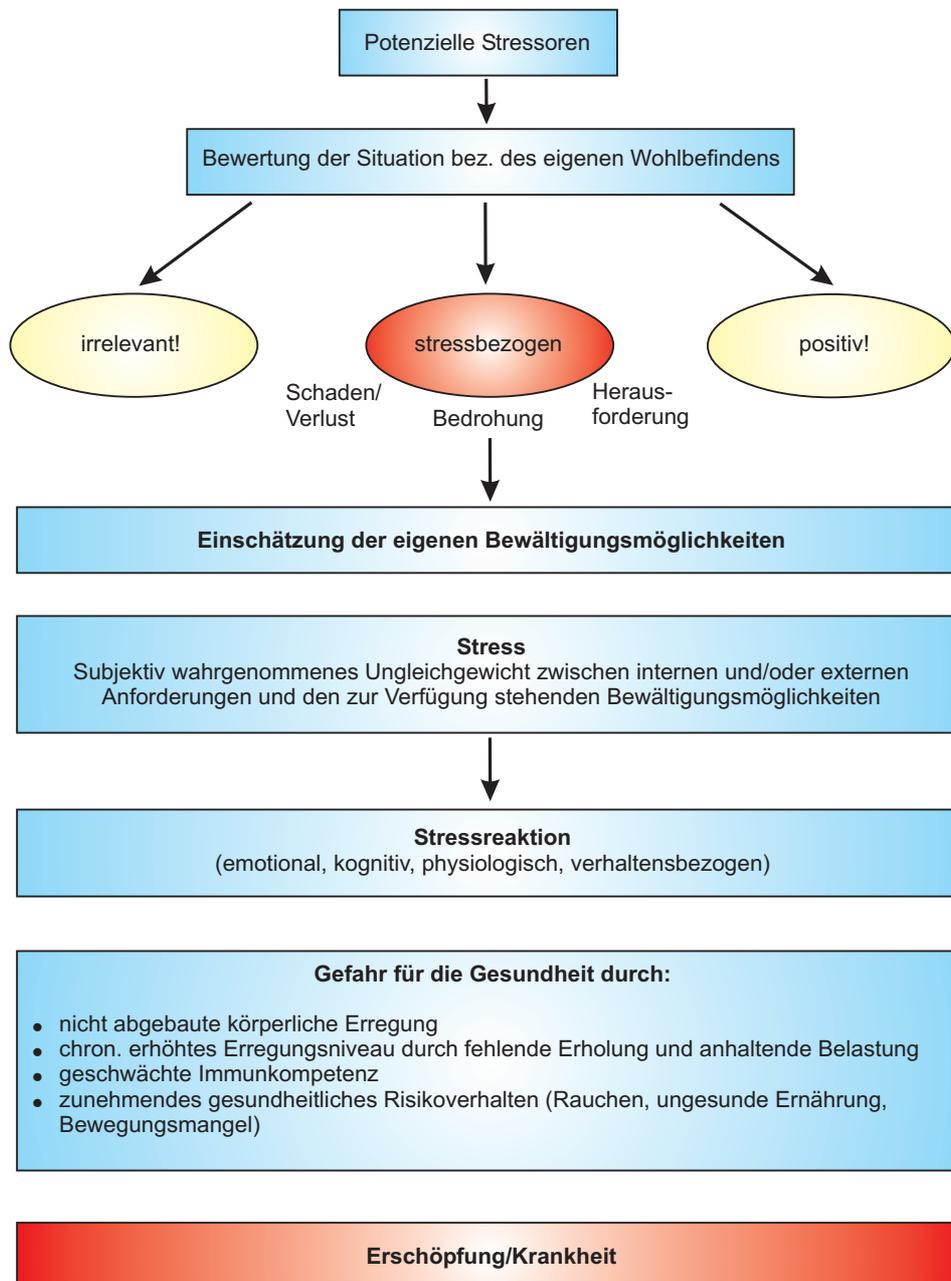 Potenzielle Stressoren
Bewertung der Situation bez. des eigenen Wohlbefindens
irrelevant!
stressbezogen
positiv!
Schaden/
Verlust
Bedrohung
Heraus-
forderung
Einschätzung der eigenen Bewältigungsmöglichkeiten
Stress
Subjektiv wahrgenommenes Ungleichgewicht zwischen internen und/oder externen
Anforderungen und den zur Verfügung stehenden Bewältigungsmöglichkeiten
Stressreaktion
(emotional, kognitiv, physiologisch, verhaltensbezogen)
Gefahr für die Gesundheit durch:
• nicht abgebaute körperliche Erregung
• chron. erhöhtes Erregungsniveau durch fehlende Erholung und anhaltende Belastung
• geschwächte Immunkompetenz
• zunehmendes gesundheitliches Risikoverhalten (Rauchen, ungesunde Ernährung,
Bewegungsmangel)
Erschöpfung/Krankheit